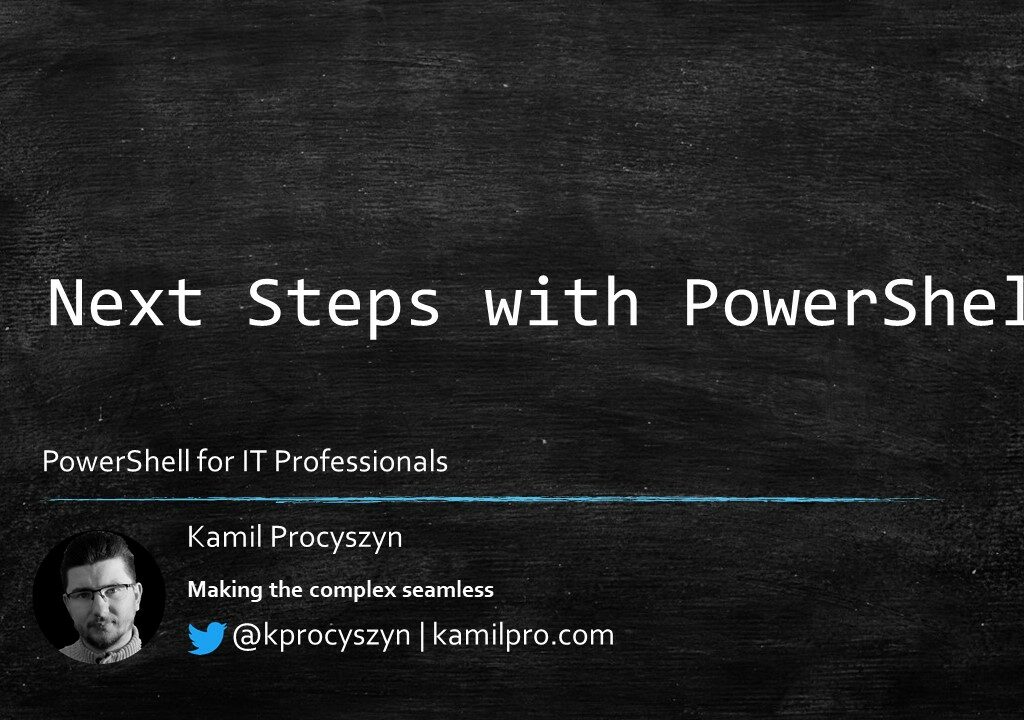 Next Steps with PowerShel
PowerShell for IT Professionals
Kamil Procyszyn
Making the complex seamless
@kprocyszyn | kamilpro.com